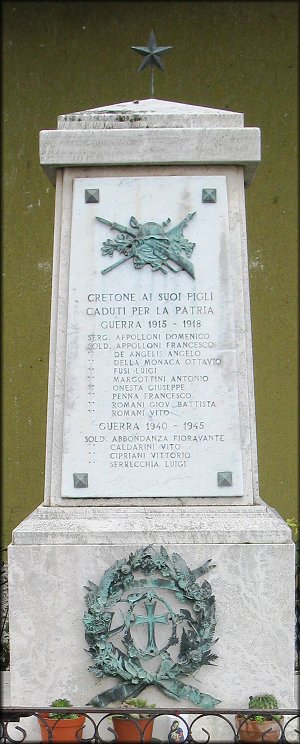 CRETONE AI SUOI FIGLI
CADUTI PER LA PATRIA
GUERRA 1915 - 1918
SERG. APPOLLONI DOMENICO
SOLD. APPOLLONI FRANCESCO
" DE ANGELIS ANGELO
" DELLA MONACA OTTAVIO
" FUSI LUIGI
" MARGOTTINI ANTONIO
" ONESTA GIUSEPPE
" PENNA FRANCESCO
" ROMANI GIOV. BATTISTA
" ROMANI VITO
GUERRA 1940 - 1945
SOLD. ABBONDANZA FIORAVANTE
" CALDARINI VITO
" CIPRIANI VITTORIO
" SERRECCHIA LUIGI